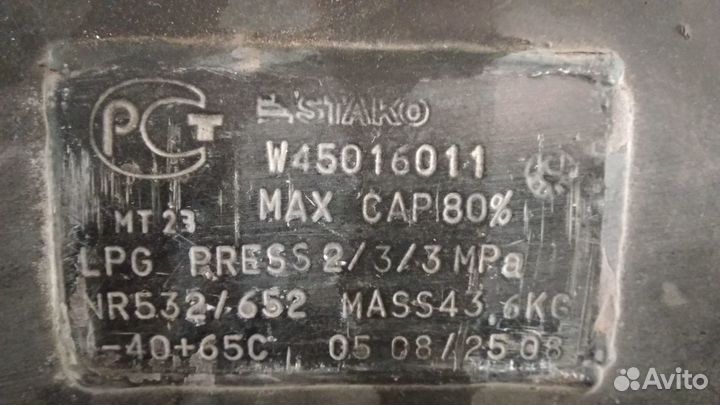 РСТ STAKO
W45016011
MT 23 MAX CAP 80%
LPG PRESS 2/3/3 MPa
NR532/652 MASS43.6KG
-40+65C 05 08/25 08
Avito